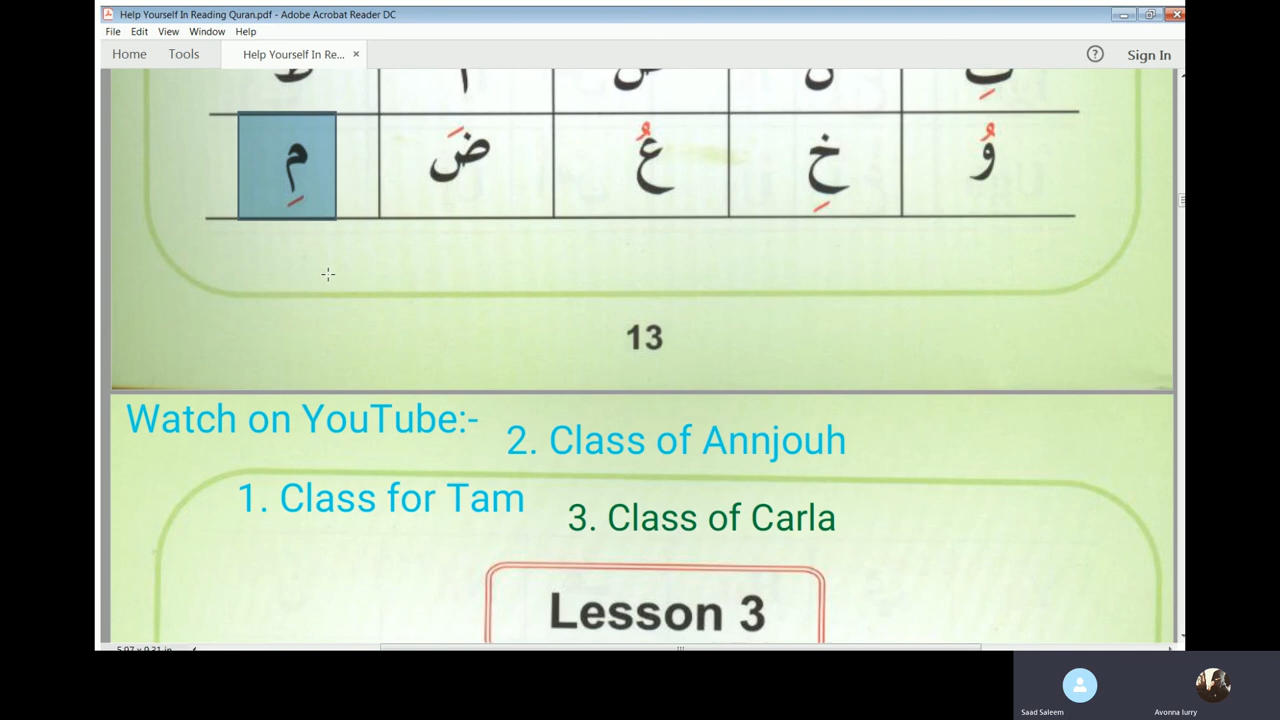 Help Yourself In Reading Quran.pdf - Adobe Acrobat Reader DC
File Edit View Window Help
Home Tools Help Yourself In Re... × ? Sign In
وُ خِ عُ ضَ مِ
13
Watch on YouTube:-
2. Class of Annjouh
1. Class for Tam
3. Class of Carla
Lesson 3
Saad Saleem
Avonna lurry